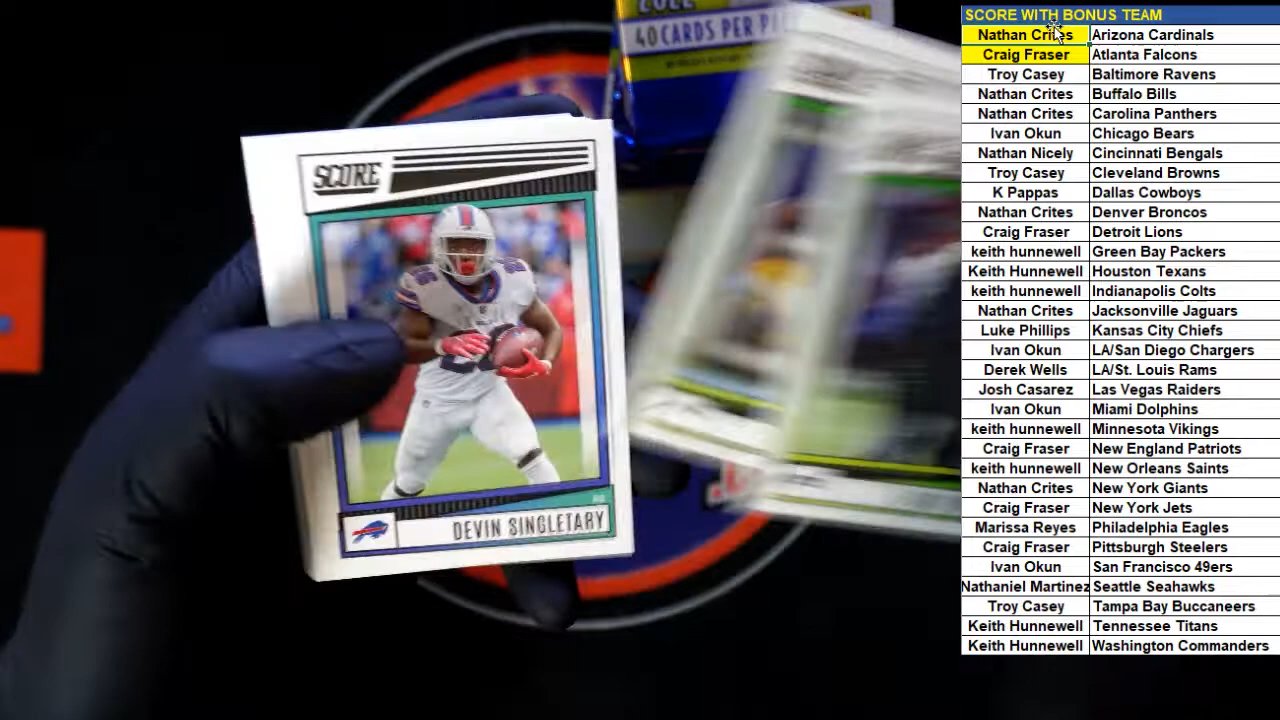 2022
40 CARDS PER P
SCORE
DEVIN SINGLETARY
SCORE WITH BONUS TEAM
Nathan Crites Arizona Cardinals
Craig Fraser Atlanta Falcons
Troy Casey Baltimore Ravens
Nathan Crites Buffalo Bills
Nathan Crites Carolina Panthers
Ivan Okun Chicago Bears
Nathan Nicely Cincinnati Bengals
Troy Casey Cleveland Browns
K Pappas Dallas Cowboys
Nathan Crites Denver Broncos
Craig Fraser Detroit Lions
keith hunnewell Green Bay Packers
Keith Hunnewell Houston Texans
keith hunnewell Indianapolis Colts
Nathan Crites Jacksonville Jaguars
Luke Phillips Kansas City Chiefs
Ivan Okun LA/San Diego Chargers
Derek Wells LA/St. Louis Rams
Josh Casarez Las Vegas Raiders
Ivan Okun Miami Dolphins
keith hunnewell Minnesota Vikings
Craig Fraser New England Patriots
keith hunnewell New Orleans Saints
Nathan Crites New York Giants
Craig Fraser New York Jets
Marissa Reyes Philadelphia Eagles
Craig Fraser Pittsburgh Steelers
Ivan Okun San Francisco 49ers
Nathaniel Martinez Seattle Seahawks
Troy Casey Tampa Bay Buccaneers
Keith Hunnewell Tennessee Titans
Keith Hunnewell Washington Commanders